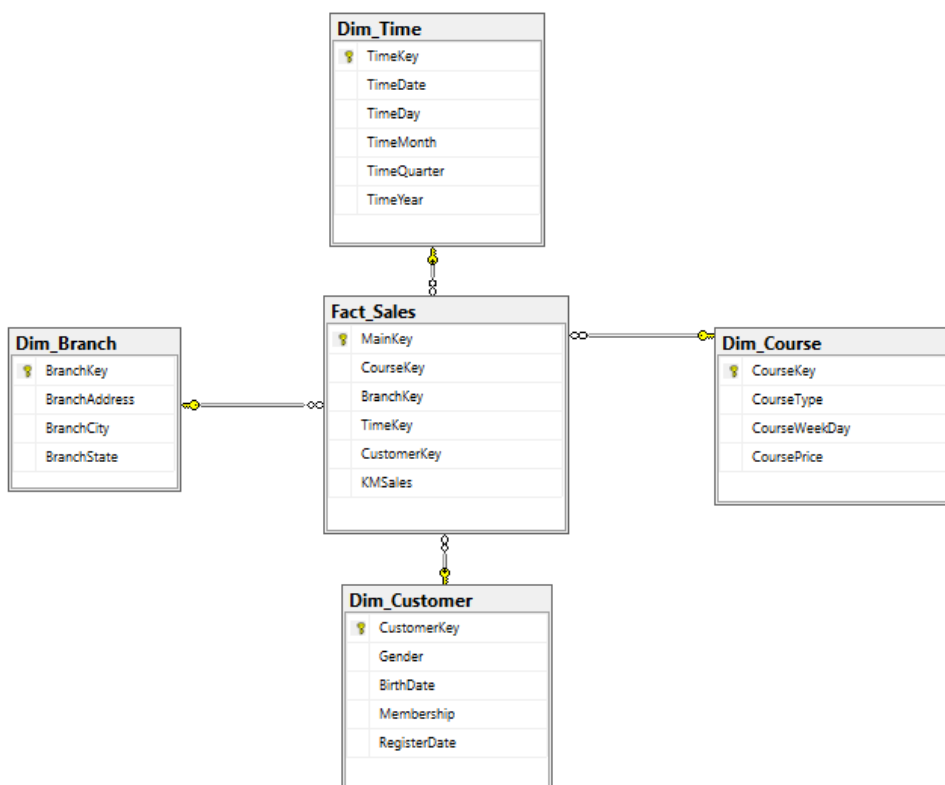 Dim_Time
TimeKey
TimeDate
TimeDay
TimeMonth
TimeQuarter
TimeYear
Fact_Sales
MainKey
CourseKey
BranchKey
TimeKey
CustomerKey
KMSales
Dim_Branch
BranchKey
BranchAddress
BranchCity
BranchState
Dim_Course
CourseKey
CourseType
CourseWeekDay
CoursePrice
Dim_Customer
CustomerKey
Gender
BirthDate
Membership
RegisterDate